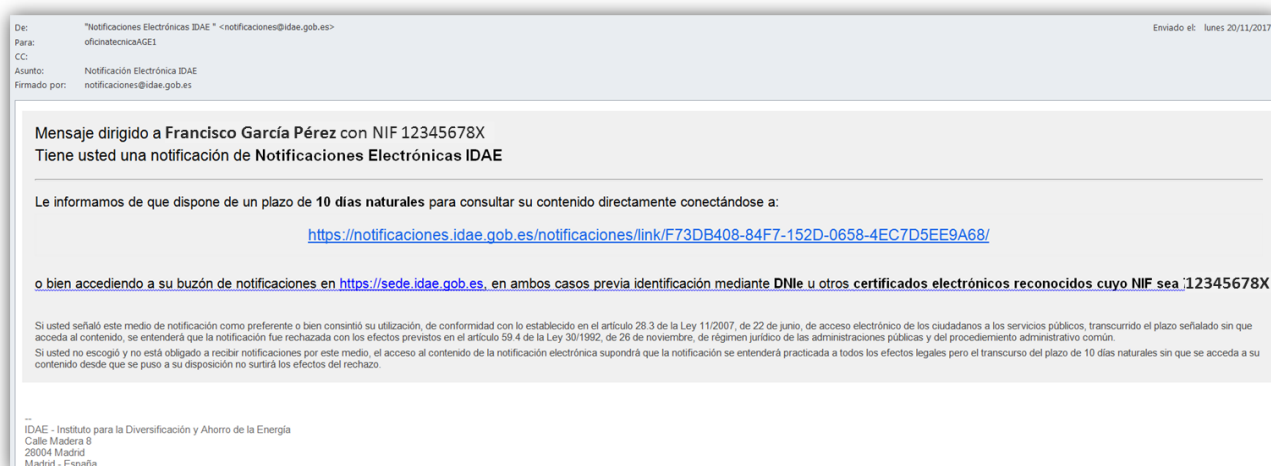 De: "Notificaciones Electrónicas IDAE " <notificaciones@idae.gob.es> Enviado el: lunes 20/11/2017
Para: oficinatecnicaAGE1
CC:
Asunto: Notificación Electrónica IDAE
Firmado por: notificaciones@idae.gob.es
Mensaje dirigido a Francisco García Pérez con NIF 12345678X
Tiene usted una notificación de Notificaciones Electrónicas IDAE
Le informamos de que dispone de un plazo de 10 días naturales para consultar su contenido directamente conectándose a:
https://notificaciones.idae.gob.es/notificaciones/link/F73DB408-84F7-152D-0658-4EC7D5EE9A68/
o bien accediendo a su buzón de notificaciones en https://sede.idae.gob.es, en ambos casos previa identificación mediante DNIe u otros certificados electrónicos reconocidos cuyo NIF sea 12345678X
Si usted señaló este medio de notificación como preferente o bien consintió su utilización, de conformidad con lo establecido en el artículo 28.3 de la Ley 11/2007, de 22 de junio, de acceso electrónico de los ciudadanos a los servicios públicos, transcurrido el plazo señalado sin que
acceda al contenido, se entenderá que la notificación fue rechazada con los efectos previstos en el artículo 59.4 de la Ley 30/1992, de 26 de noviembre, de régimen jurídico de las administraciones públicas y del procedimiento administrativo común.
Si usted no escogió y no está obligado a recibir notificaciones por este medio, el acceso al contenido de la notificación electrónica supondrá que la notificación se entenderá practicada a todos los efectos legales pero el transcurso del plazo de 10 días naturales sin que se acceda a su
contenido desde que se puso a su disposición no surtirá los efectos del rechazo.
--
IDAE - Instituto para la Diversificación y Ahorro de la Energía
Calle Madera 8
28004 Madrid
Madrid - España